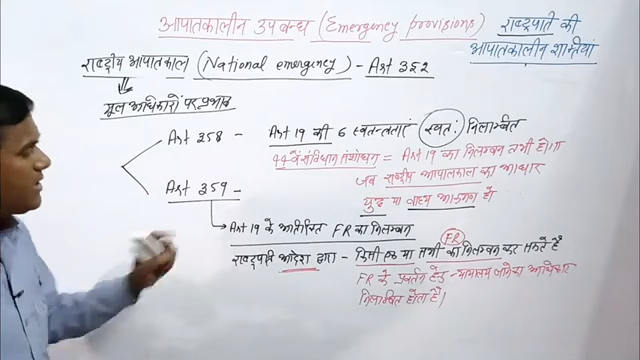 आपातकालीन उपबन्ध (Emergency provisions)
राष्ट्रपति की
आपातकालीन शक्तियां
राष्ट्रीय आपातकाल (National emergency) - Art 352
मूल अधिकारों पर प्रभाव
Art 358 - Art 19 की 6 स्वतन्त्रताएं (स्वतः) निलम्बित
44वें संविधान संशोधन = Art 19 का निलम्बन तभी होगा
जब राष्ट्रीय आपातकाल का आधार
युद्ध या वाह्य आक्रमण हो
Art 359 -
Art 19 के अतिरिक्त FR का निलम्बन
राष्ट्रपति आदेश द्वारा - किसी एक या सभी FR का निलम्बन कर सकते है
FR के प्रवर्तन हेतु - न्यायालय जाने का अधिकार
निलम्बित होता है।